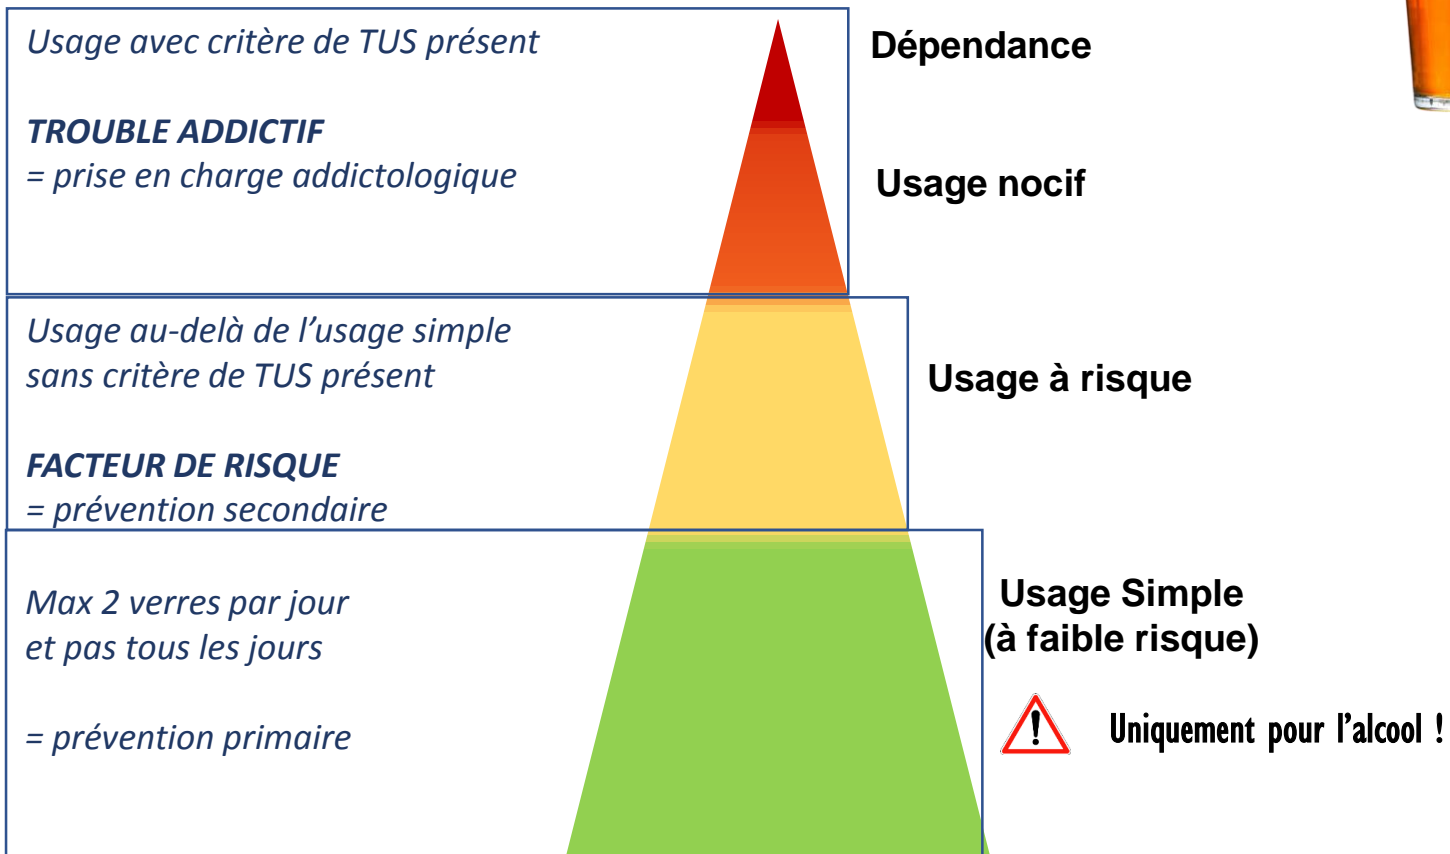 Usage avec critère de TUS présent
TROUBLE ADDICTIF
= prise en charge addictologique
Dépendance
Usage nocif
Usage au-delà de l’usage simple
sans critère de TUS présent
FACTEUR DE RISQUE
= prévention secondaire
Usage à risque
Max 2 verres par jour
et pas tous les jours
= prévention primaire
Usage Simple
(à faible risque)
Uniquement pour l’alcool !